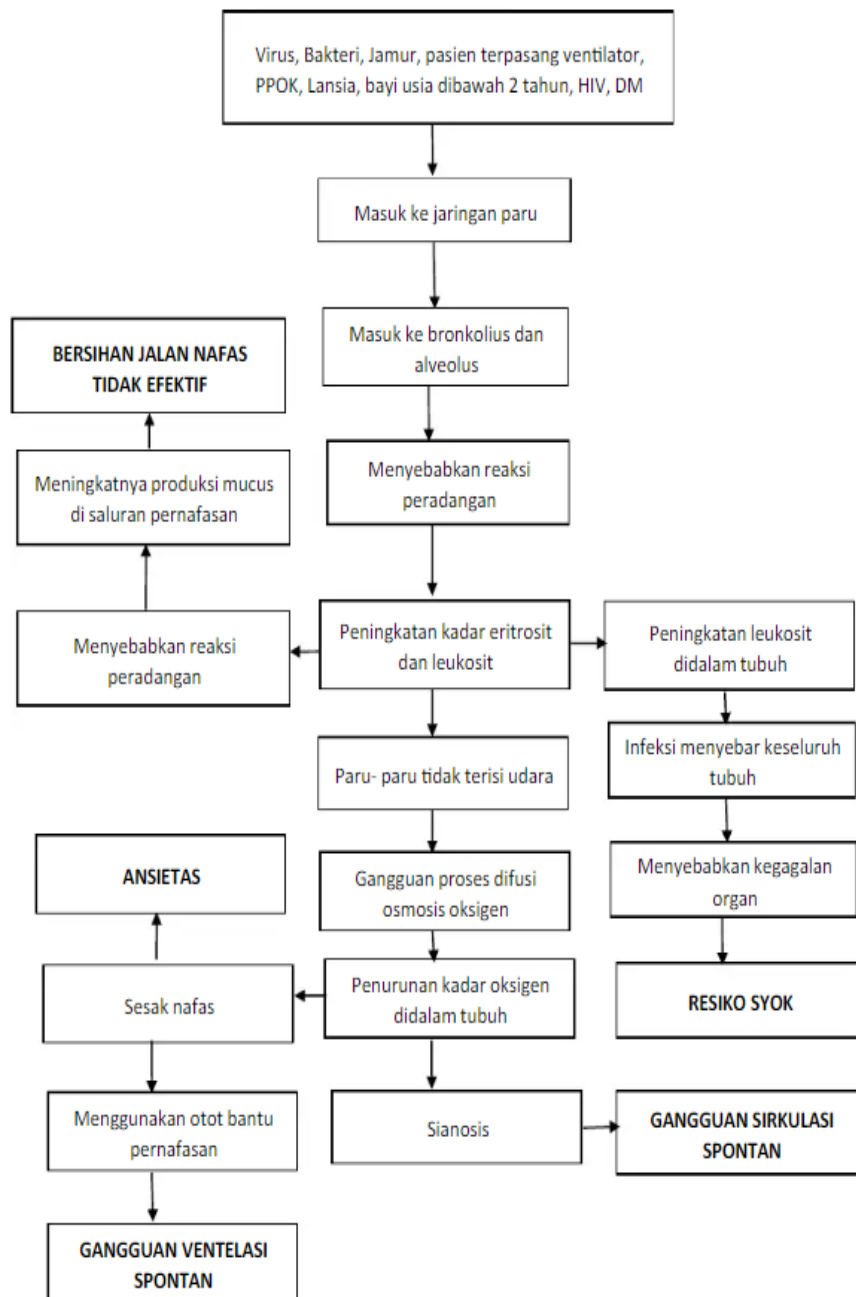 Virus, Bakteri, Jamur, pasien terpasang ventilator,
PPOK, Lansia, bayi usia dibawah 2 tahun, HIV, DM
Masuk ke jaringan paru
Masuk ke bronkolius dan
alveolus
BERSIHAN JALAN NAFAS
TIDAK EFEKTIF
Menyebabkan reaksi
peradangan
Meningkatnya produksi mucus
di saluran pernafasan
Peningkatan kadar eritrosit
dan leukosit
Menyebabkan reaksi
peradangan
Peningkatan leukosit
didalam tubuh
Paru- paru tidak terisi udara
Infeksi menyebar keseluruh
tubuh
ANSIETAS
Gangguan proses difusi
osmosis oksigen
Menyebabkan kegagalan
organ
Sesak nafas
Penurunan kadar oksigen
didalam tubuh
RESIKO SYOK
Menggunakan otot bantu
pernafasan
Sianosis
GANGGUAN SIRKULASI
SPONTAN
GANGGUAN VENTELASI
SPONTAN